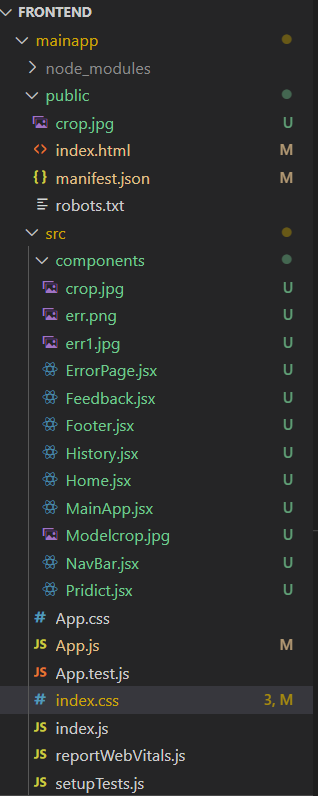 FRONTEND
mainapp
node_modules
public
crop.jpg U
index.html M
{} manifest.json M
robots.txt
src
components
crop.jpg U
err.png U
err1.jpg U
ErrorPage.jsx U
Feedback.jsx U
Footer.jsx U
History.jsx U
Home.jsx U
MainApp.jsx U
Modelcrop.jpg U
NavBar.jsx U
Pridict.jsx U
# App.css
JS App.js M
JS App.test.js
# index.css 3, M
JS index.js
JS reportWebVitals.js
JS setupTests.js